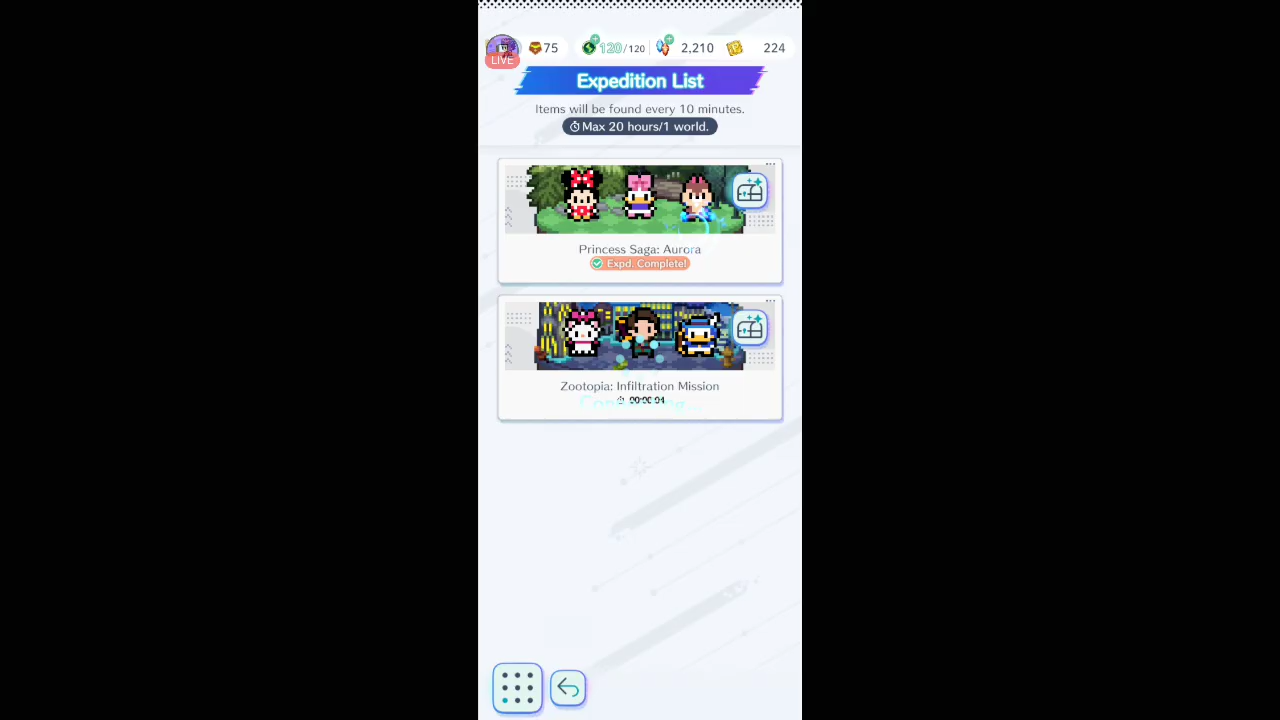 75 120/120 2,210 224
LIVE
Expedition List
Items will be found every 10 minutes.
Max 20 hours/1 world.
Princess Saga: Aurora
Expd. Complete!
Zootopia: Infiltration Mission
00:00:04